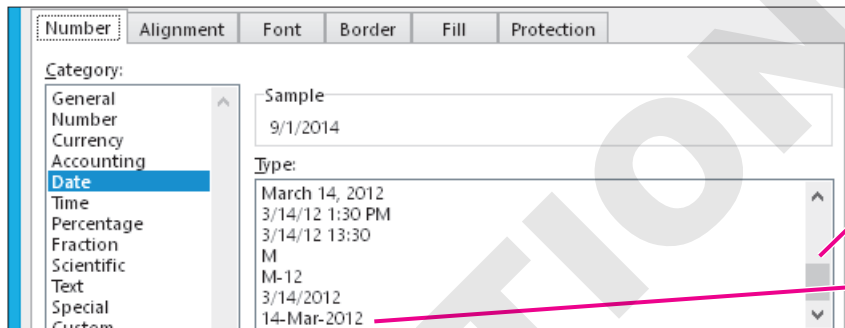 Number Alignment Font Border Fill Protection
Category:
General
Number
Currency
Accounting
Date
Time
Percentage
Fraction
Scientific
Text
Special
Custom
Sample
9/1/2014
Type:
March 14, 2012
3/14/12 1:30 PM
3/14/12 13:30
M
M-12
3/14/2012
14-Mar-2012
TION